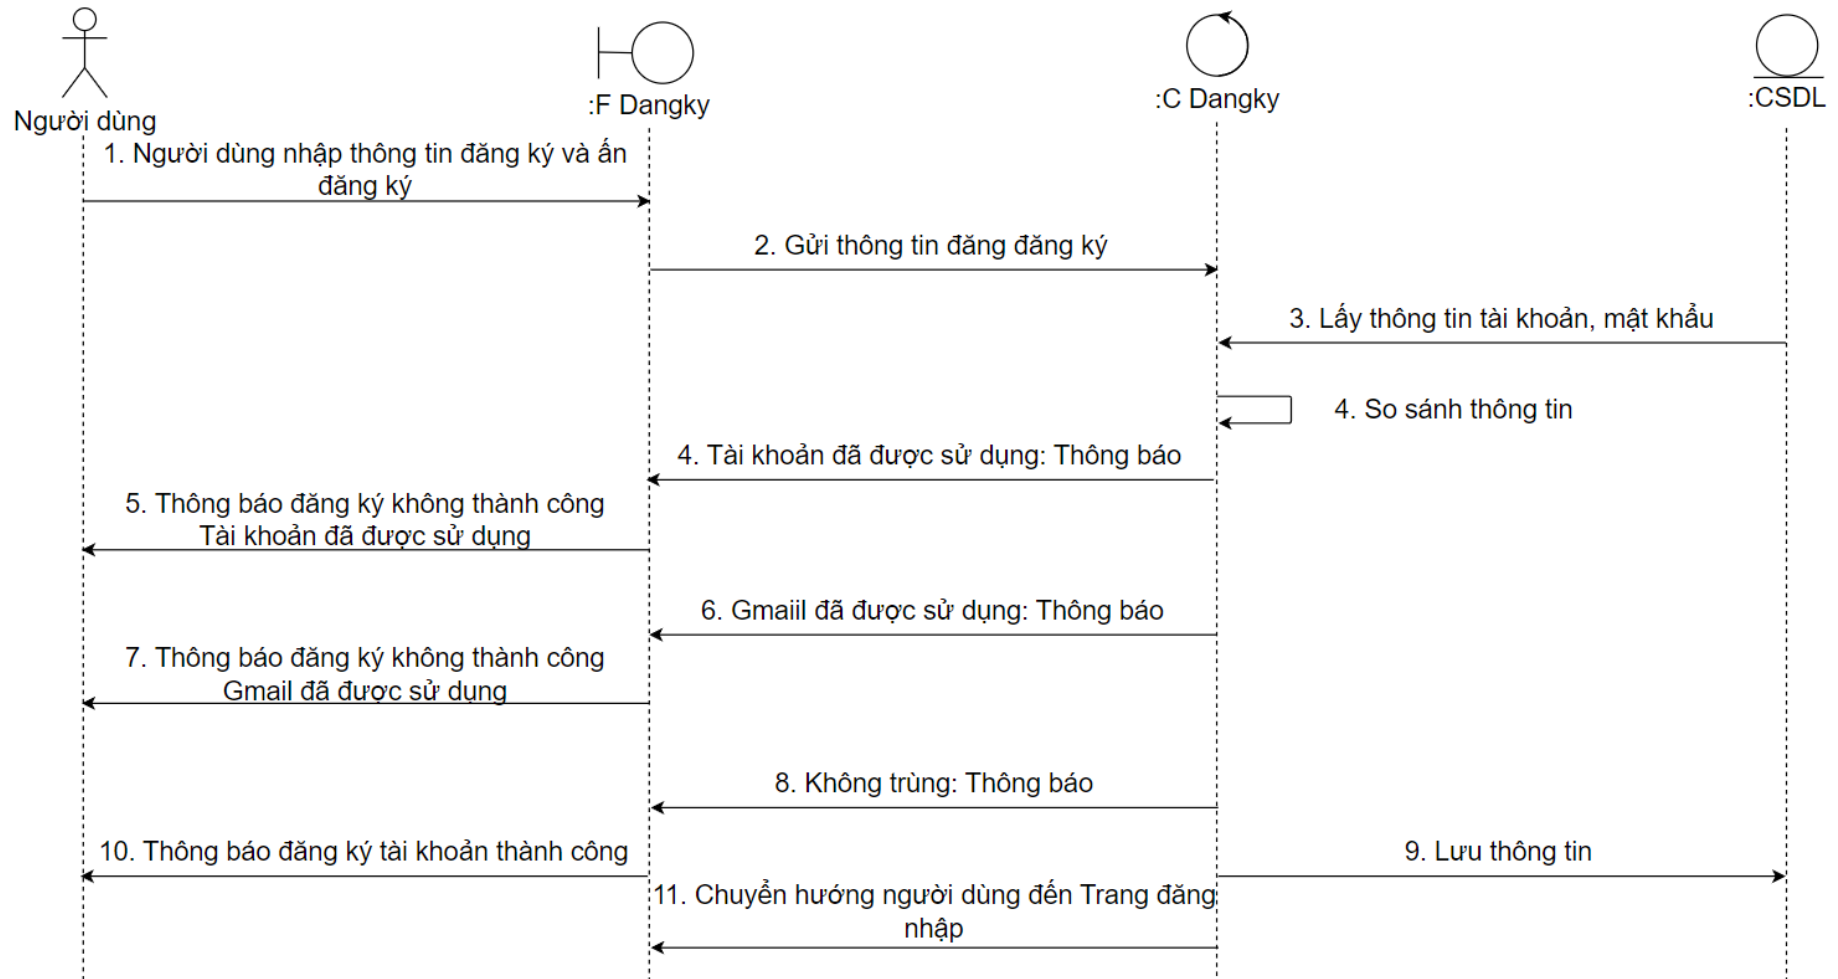 Người dùng
:F Dangky
:C Dangky
:CSDL
1. Người dùng nhập thông tin đăng ký và ấn
đăng ký
2. Gửi thông tin đăng đăng ký
3. Lấy thông tin tài khoản, mật khẩu
4. So sánh thông tin
4. Tài khoản đã được sử dụng: Thông báo
5. Thông báo đăng ký không thành công
Tài khoản đã được sử dụng
6. Gmaiil đã được sử dụng: Thông báo
7. Thông báo đăng ký không thành công
Gmail đã được sử dụng
8. Không trùng: Thông báo
10. Thông báo đăng ký tài khoản thành công
9. Lưu thông tin
11. Chuyển hướng người dùng đến Trang đăng
nhập